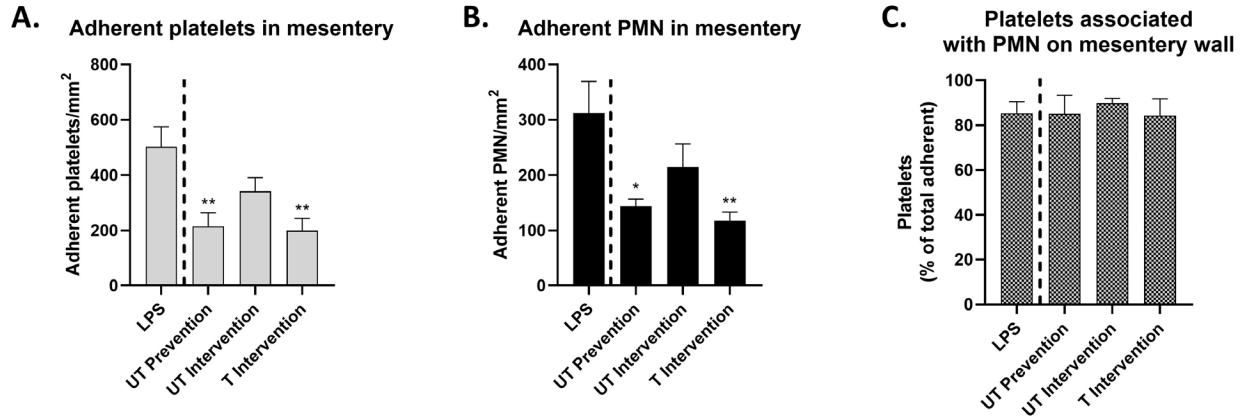 A.
Adherent platelets in mesentery
Adherent platelets/mm2
800
600
400
200
0
**
**
LPS
UT Prevention
UT Intervention
T Intervention
B.
Adherent PMN in mesentery
Adherent PMN/mm2
400
300
200
100
0
*
**
LPS
UT Prevention
UT Intervention
T Intervention
C.
Platelets associated
with PMN on mesentery wall
Platelets
(% of total adherent)
100
80
60
40
20
0
LPS
UT Prevention
UT Intervention
T Intervention